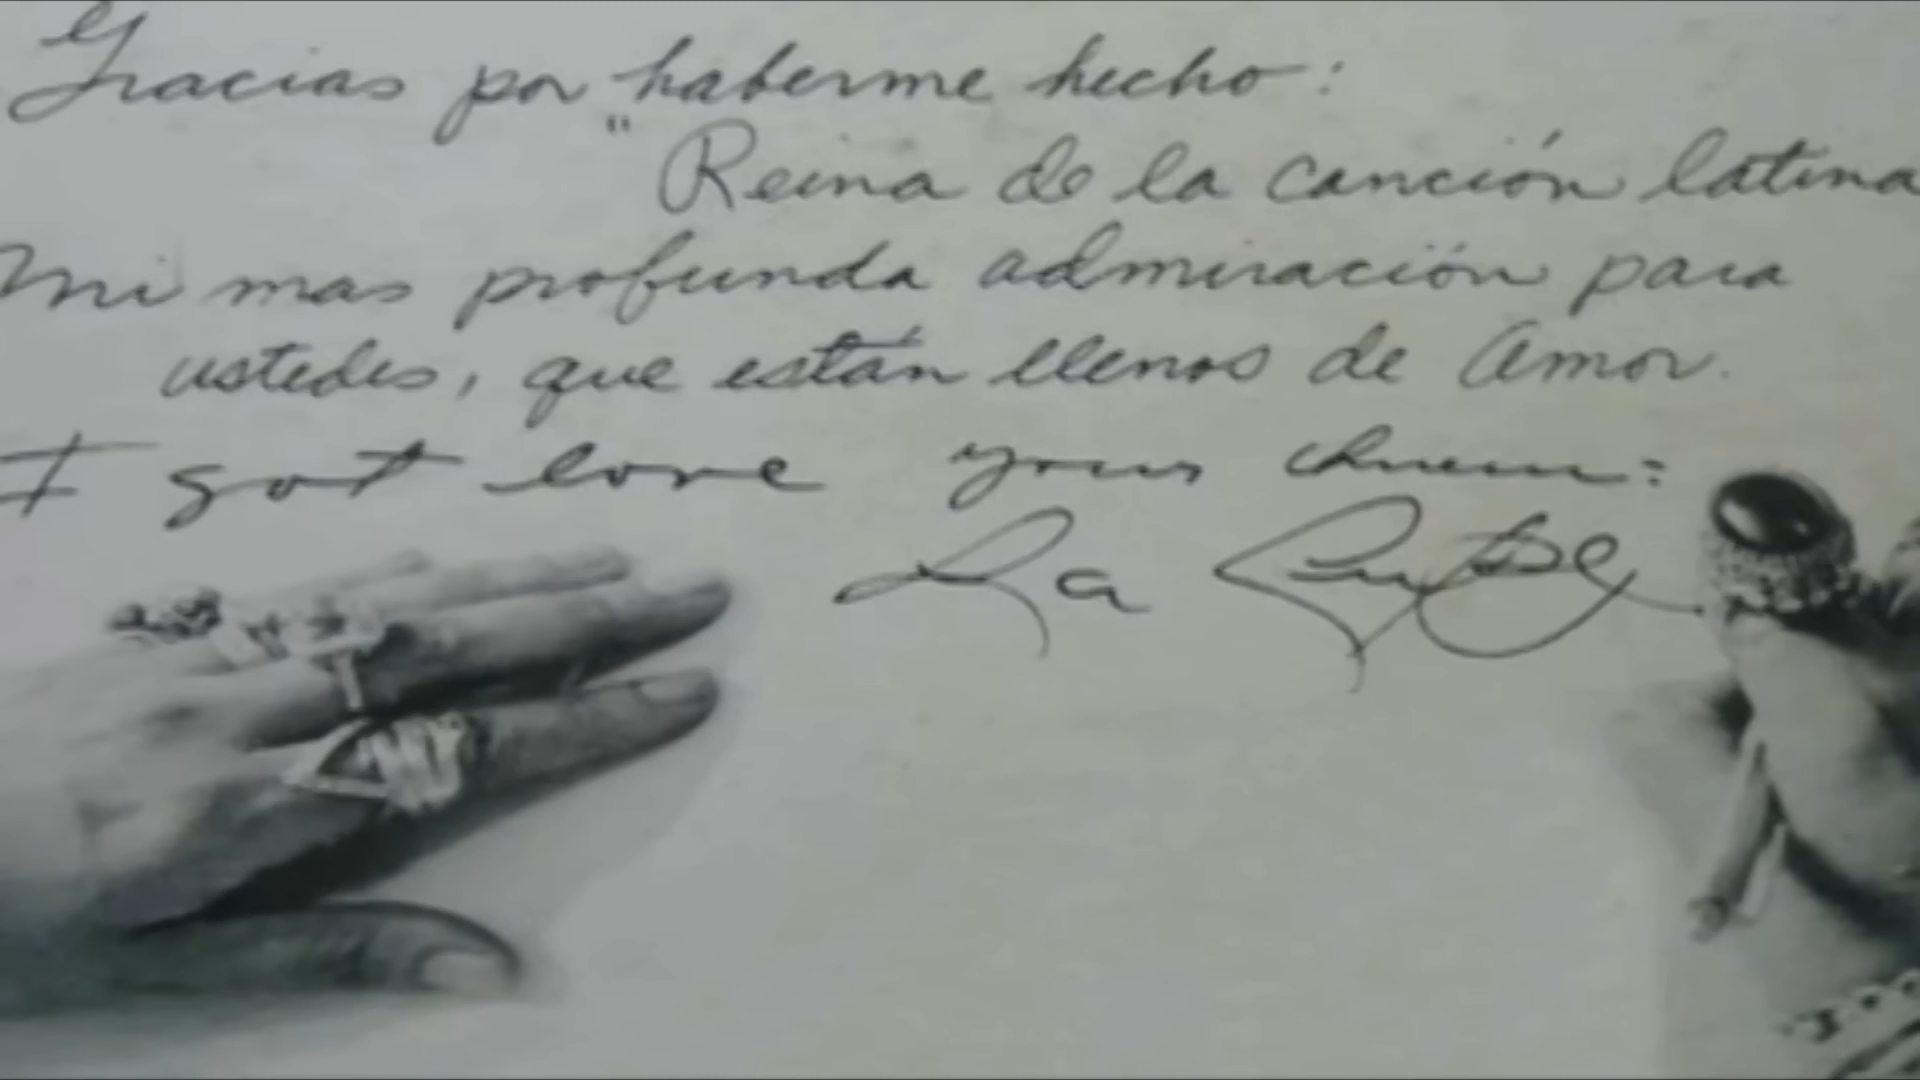 Gracias por haberme hecho:
"Reina de la canción latina
Mi mas profunda admiración para
ustedes, que están llenos de Amor.
I got love your
La Lupe